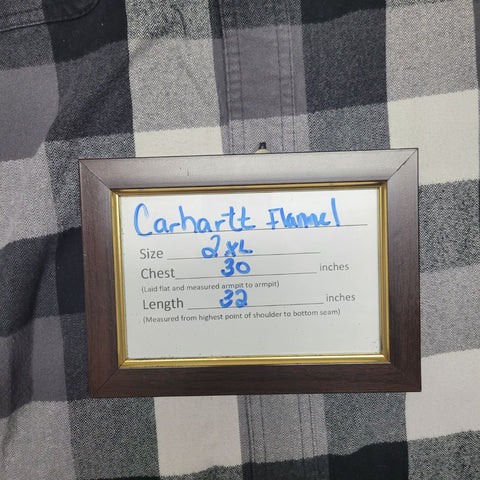 Carhartt Flannel
Size 2XL
Chest 30 inches
(Laid flat and measured armpit to armpit)
Length 32 inches
(Measured from highest point of shoulder to bottom seam)